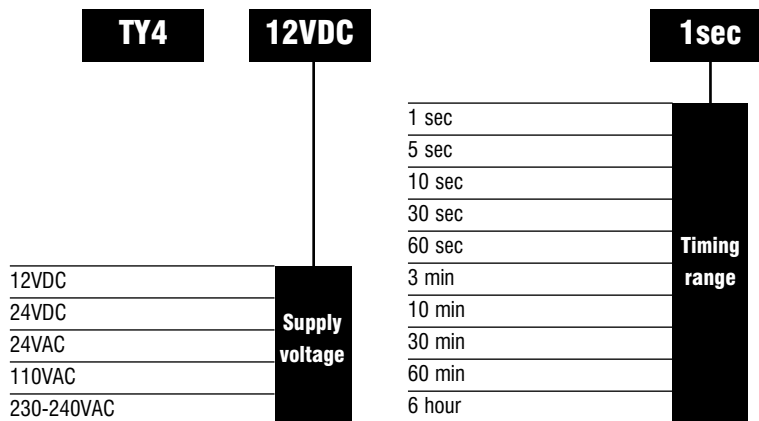 TY4 12VDC 1sec
1 sec
5 sec
10 sec
30 sec
60 sec
3 min
10 min
30 min
60 min
6 hour
Timing
range
12VDC
24VDC
24VAC
110VAC
230-240VAC
Supply
voltage